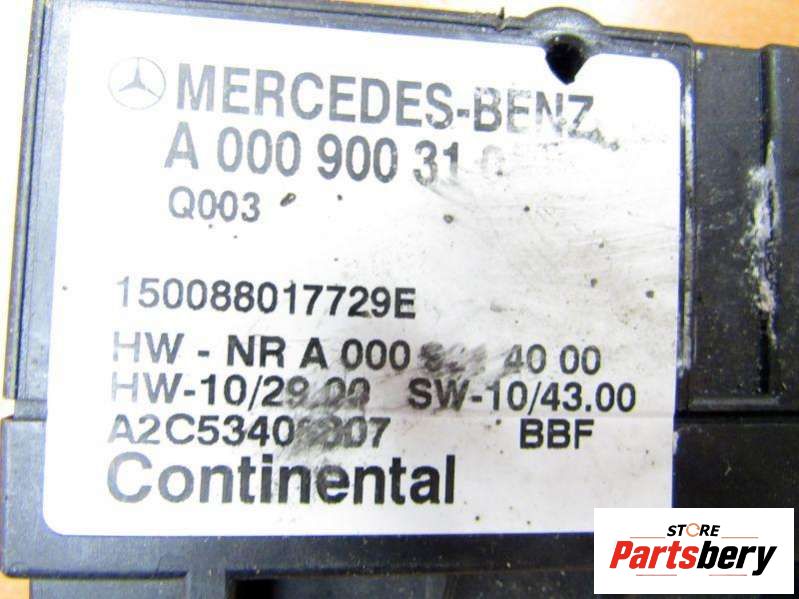 MERCEDES-BENZ
A 000 900 31
Q003
150088017729E
HW - NR A 000 40 00
HW-10/29.00 SW-10/43.00
BBF
Continental
STORE
Partsbery